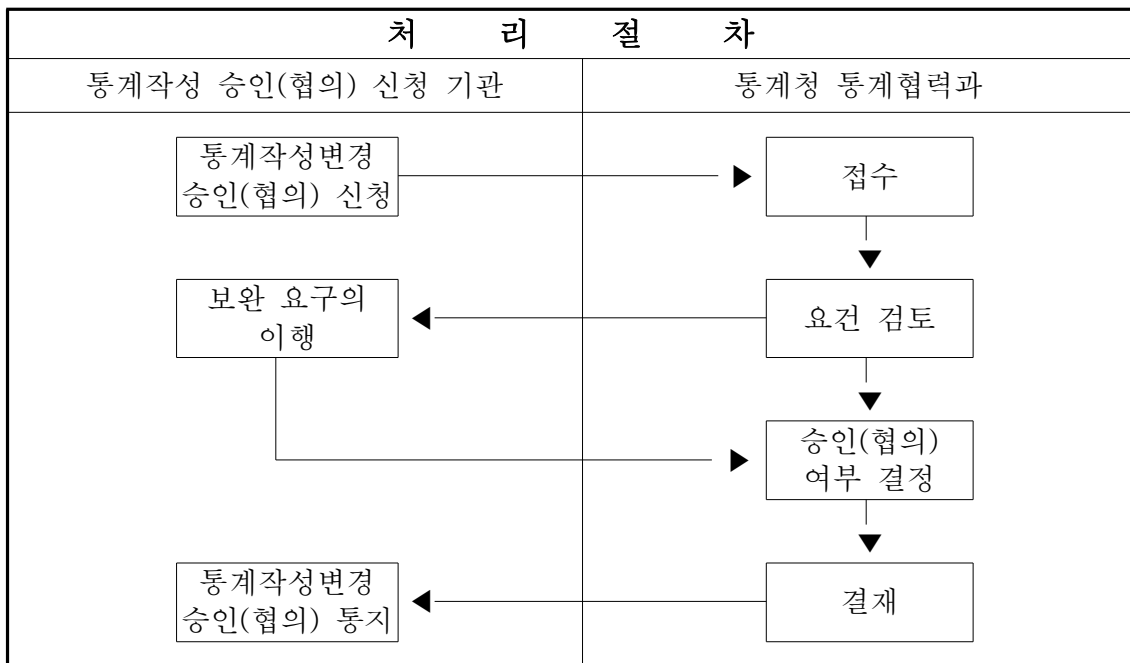 처 리 절 차
통계작성 승인(협의) 신청 기관
통계청 통계협력과
통계작성변경
승인(협의) 신청
접수
보완 요구의
이행
요건 검토
승인(협의)
여부 결정
통계작성변경
승인(협의) 통지
결재